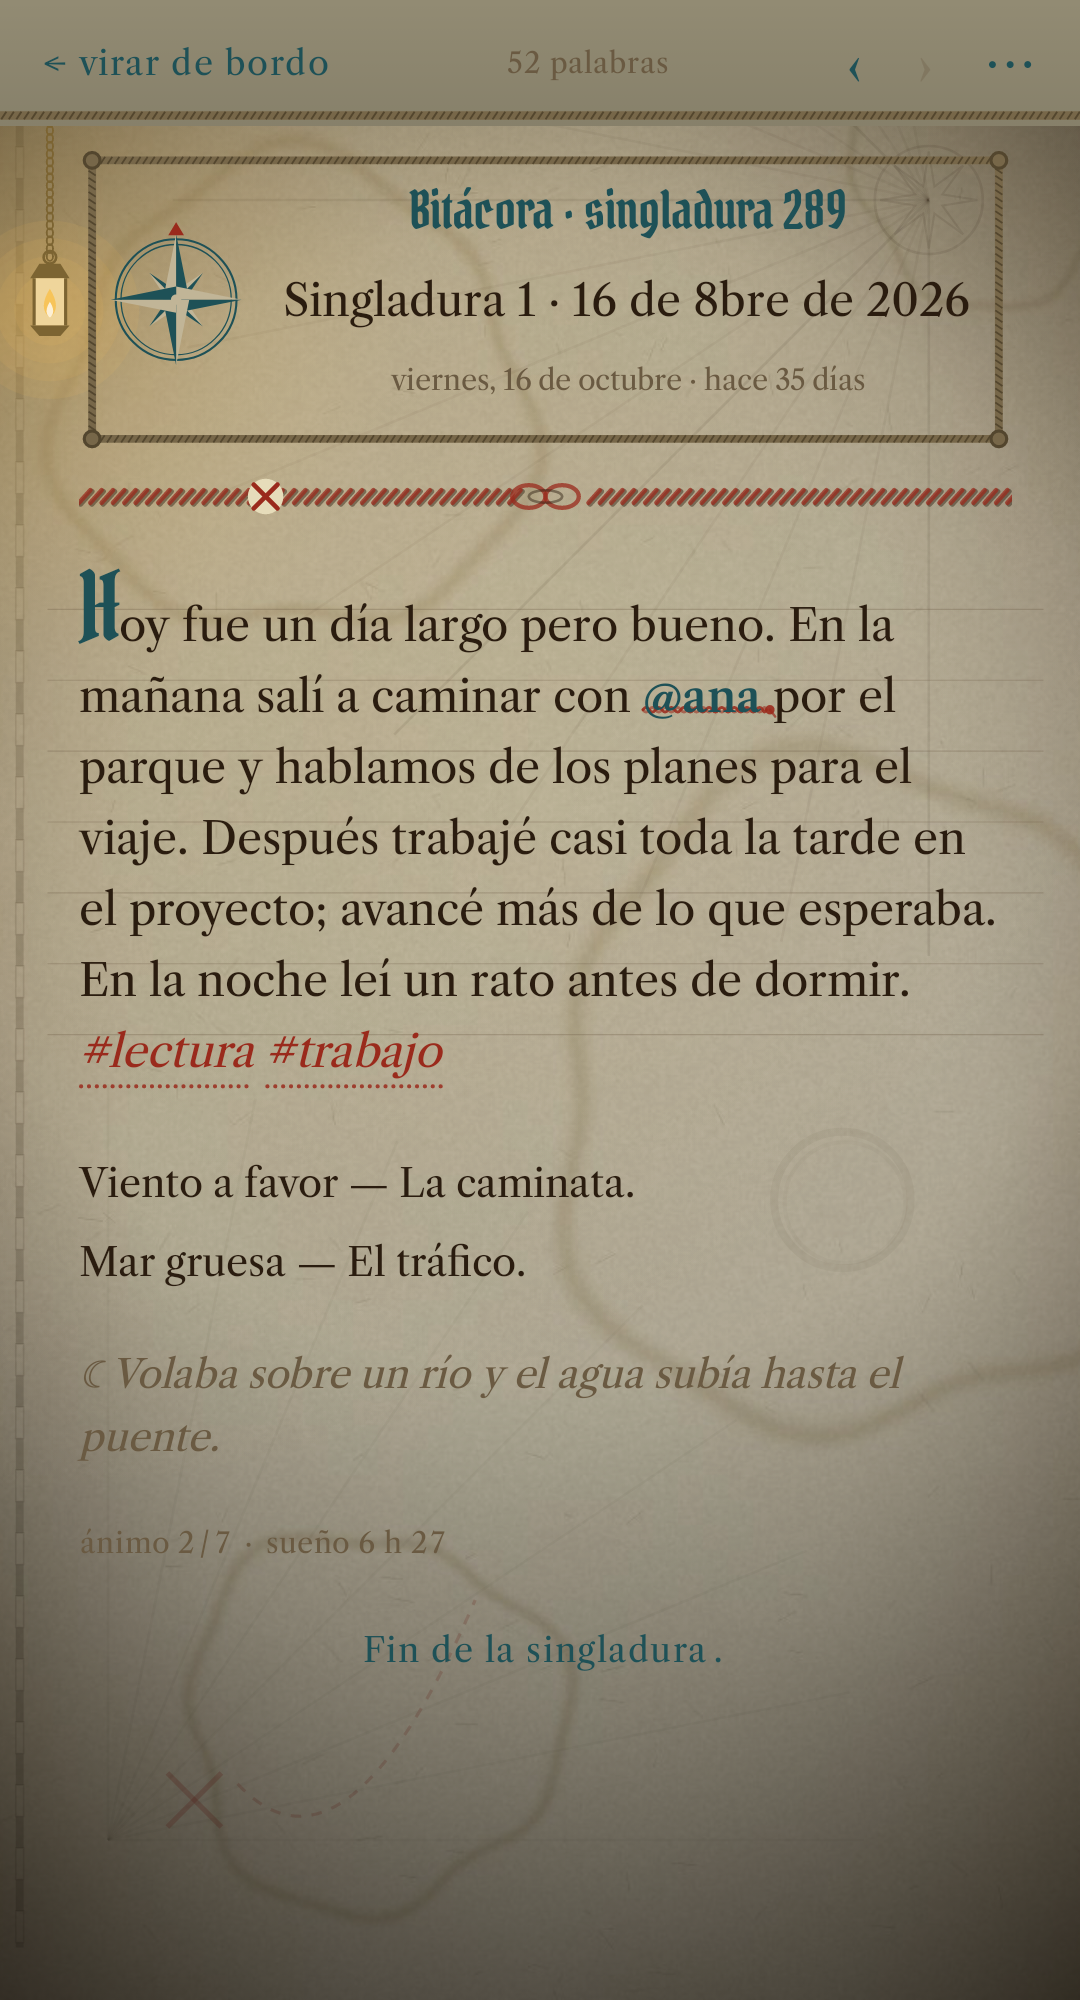 ← virar de bordo 52 palabras ‹ › ···
Bitácora · singladura 289
Singladura 1 · 16 de 8bre de 2026
viernes, 16 de octubre · hace 35 días
Hoy fue un día largo pero bueno. En la
mañana salí a caminar con @ana por el
parque y hablamos de los planes para el
viaje. Después trabajé casi toda la tarde en
el proyecto; avancé más de lo que esperaba.
En la noche leí un rato antes de dormir.
#lectura #trabajo
Viento a favor — La caminata.
Mar gruesa — El tráfico.
☾ Volaba sobre un río y el agua subía hasta el
puente.
ánimo 2/7 · sueño 6 h 27
Fin de la singladura.